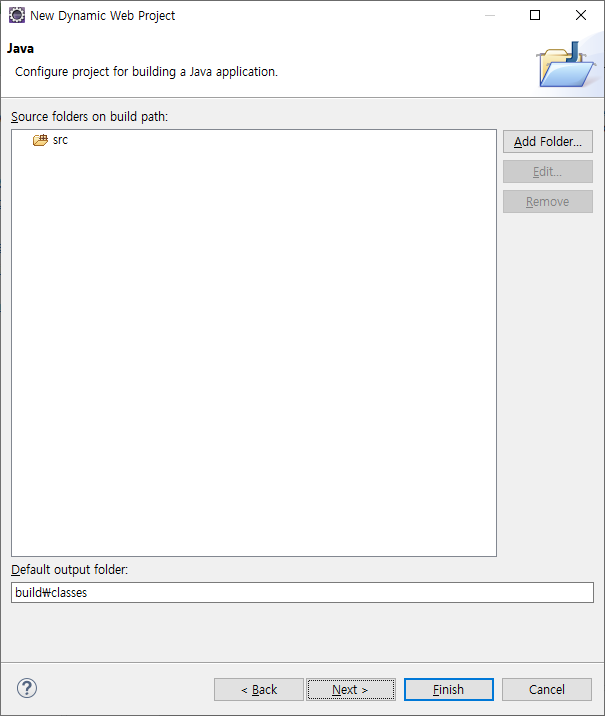 New Dynamic Web Project
Java
Configure project for building a Java application.
Source folders on build path:
src
Add Folder...
Edit...
Remove
Default output folder:
build₩classes
?
< Back
Next >
Finish
Cancel